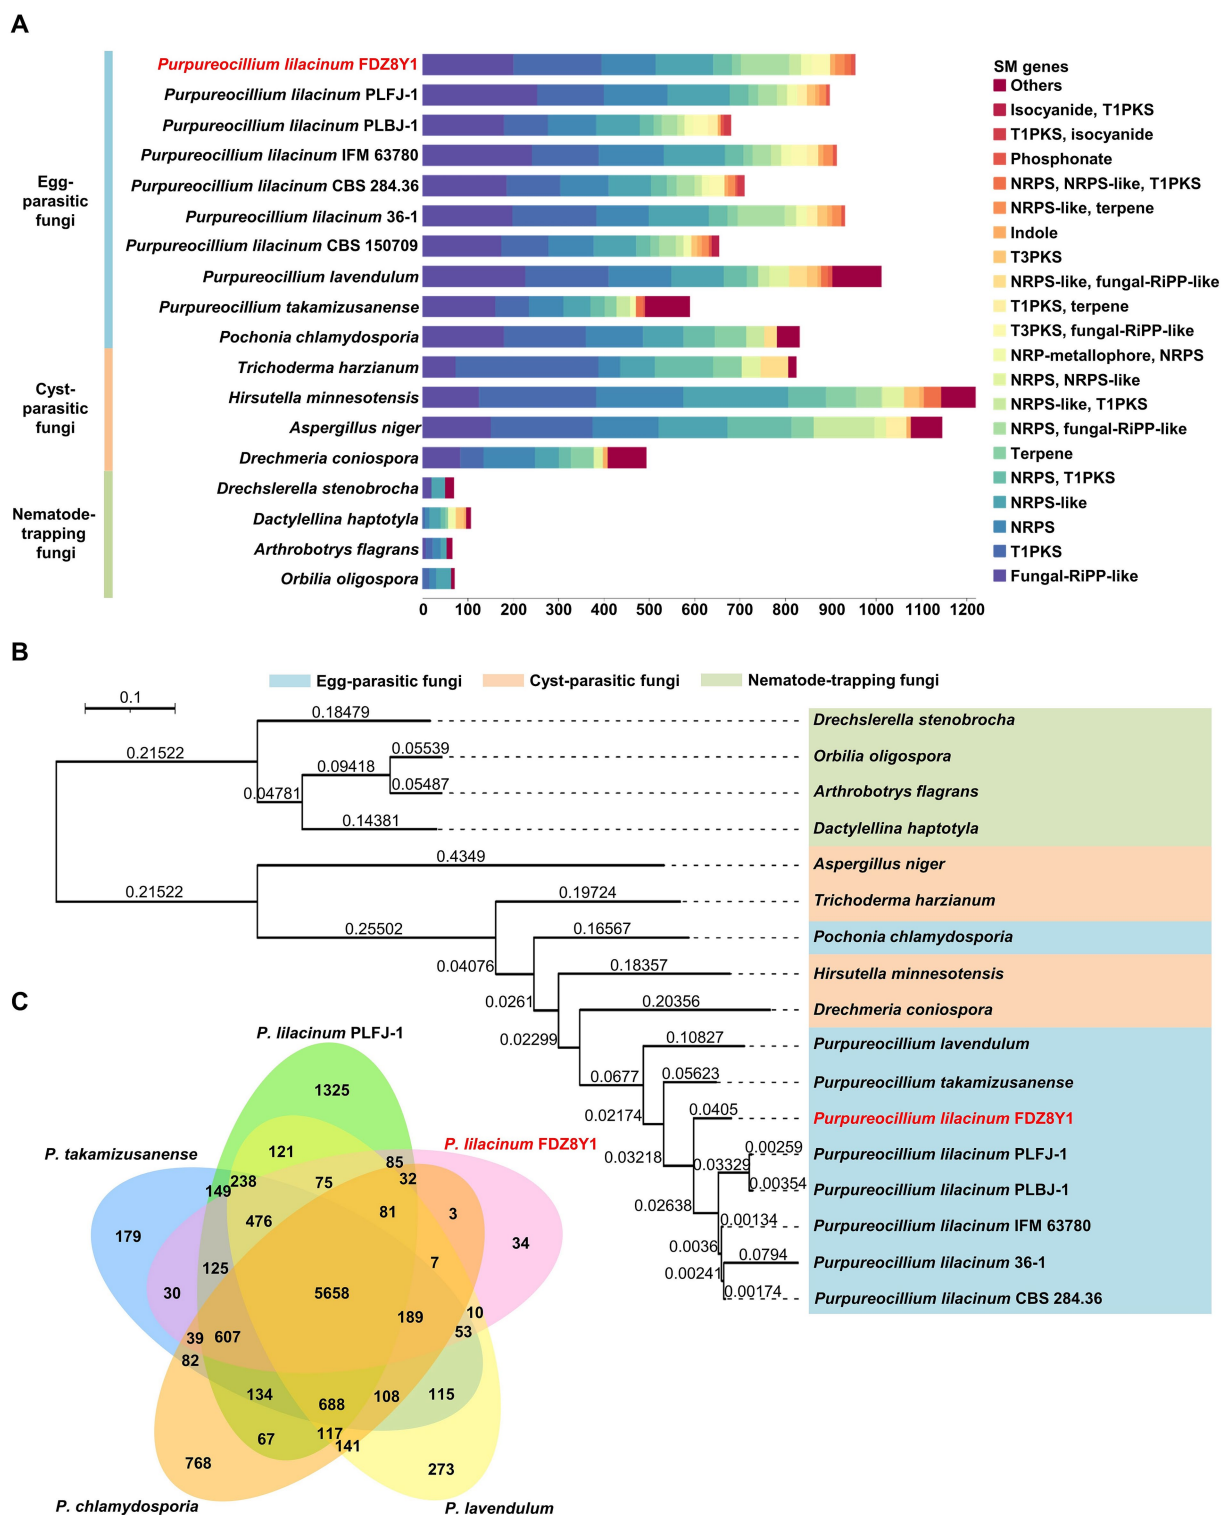 A
Purpureocillium lilacinum FDZ8Y1
Purpureocillium lilacinum PLFJ-1
Purpureocillium lilacinum PLBJ-1
Purpureocillium lilacinum IFM 63780
Purpureocillium lilacinum CBS 284.36
Purpureocillium lilacinum 36-1
Purpureocillium lilacinum CBS 150709
Purpureocillium lavendulum
Purpureocillium takamizusanense
Pochonia chlamydosporia
Trichoderma harzianum
Hirsutella minnesotensis
Aspergillus niger
Drechmeria coniospora
Drechslerella stenobrocha
Dactylellina haptotyla
Arthrobotrys flagrans
Orbilia oligospora
Egg-
parasitic
fungi
Cyst-
parasitic
fungi
Nematode-
trapping
fungi
0 100 200 300 400 500 600 700 800 900 1000 1100 1200
SM genes
Others
Isocyanide, T1PKS
T1PKS, isocyanide
Phosphonate
NRPS, NRPS-like, T1PKS
NRPS-like, terpene
Indole
T3PKS
NRPS-like, fungal-RiPP-like
T1PKS, terpene
T3PKS, fungal-RiPP-like
NRP-metallophore, NRPS
NRPS, NRPS-like
NRPS-like, T1PKS
NRPS, fungal-RiPP-like
Terpene
NRPS, T1PKS
NRPS-like
NRPS
T1PKS
Fungal-RiPP-like
B
Egg-parasitic fungi Cyst-parasitic fungi Nematode-trapping fungi
0.1
0.18479
Drechslerella stenobrocha
0.21522
0.05539
Orbilia oligospora
0.09418
0.04781
0.05487
Arthrobotrys flagrans
0.14381
Dactylellina haptotyla
0.4349
Aspergillus niger
0.21522
0.19724
Trichoderma harzianum
0.25502
0.16567
Pochonia chlamydosporia
0.04076
0.18357
Hirsutella minnesotensis
0.0261
0.20356
Drechmeria coniospora
0.02299
0.10827
Purpureocillium lavendulum
0.0677
0.05623
Purpureocillium takamizusanense
0.02174
0.0405
Purpureocillium lilacinum FDZ8Y1
0.03218
0.00259
Purpureocillium lilacinum PLFJ-1
0.03329
0.00354
Purpureocillium lilacinum PLBJ-1
0.02638
0.00134
Purpureocillium lilacinum IFM 63780
0.0036
0.0794
Purpureocillium lilacinum 36-1
0.00241
0.00174
Purpureocillium lilacinum CBS 284.36
C
P. lilacinum PLFJ-1
1325
P. takamizusanense
P. lilacinum FDZ8Y1
121
85
149
238
75
32
179
476
81
3
34
125
7
30
5658
189
10
53
39
607
82
134
688
108
115
67
117
141
768
273
P. chlamydosporia
P. lavendulum